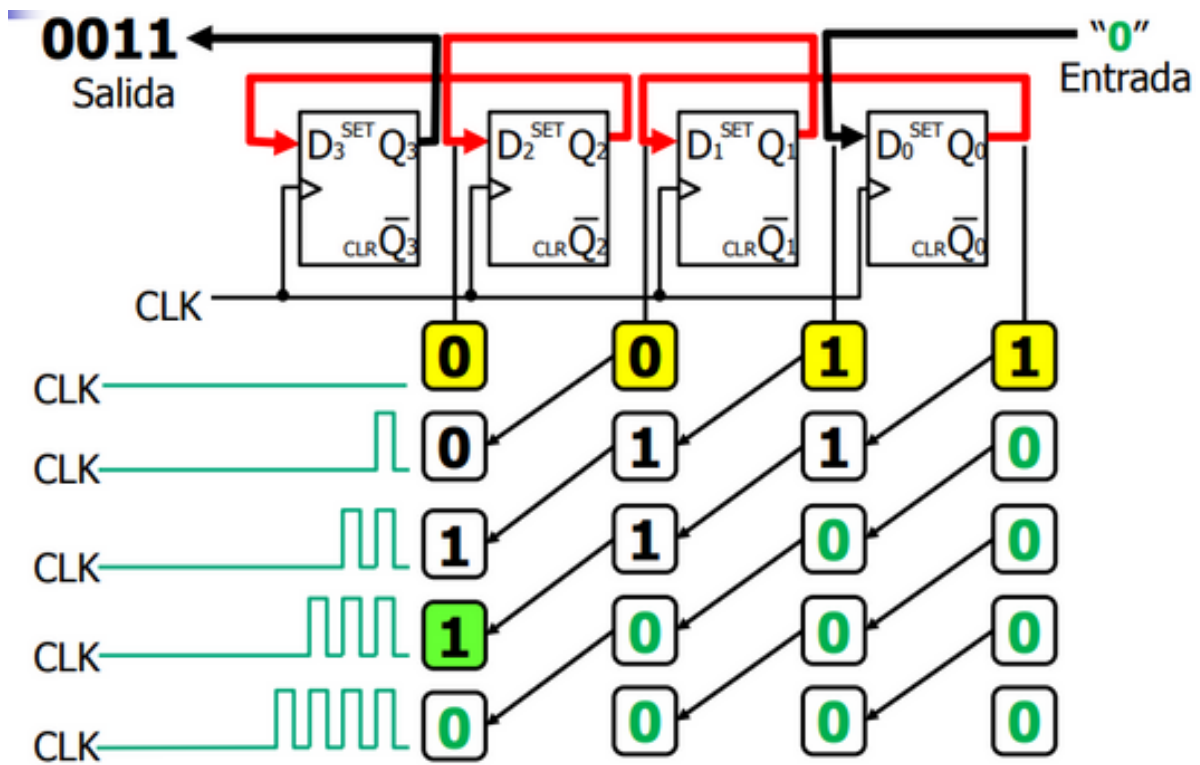 0011 "0"
Salida Entrada
D3 SET Q3 D2 SET Q2 D1 SET Q1 D0 SET Q0
CLR Q̅3 CLR Q̅2 CLR Q̅1 CLR Q̅0
CLK
0 0 1 1
CLK
0 1 1 0
CLK
1 1 0 0
CLK
1 0 0 0
CLK
0 0 0 0
CLK